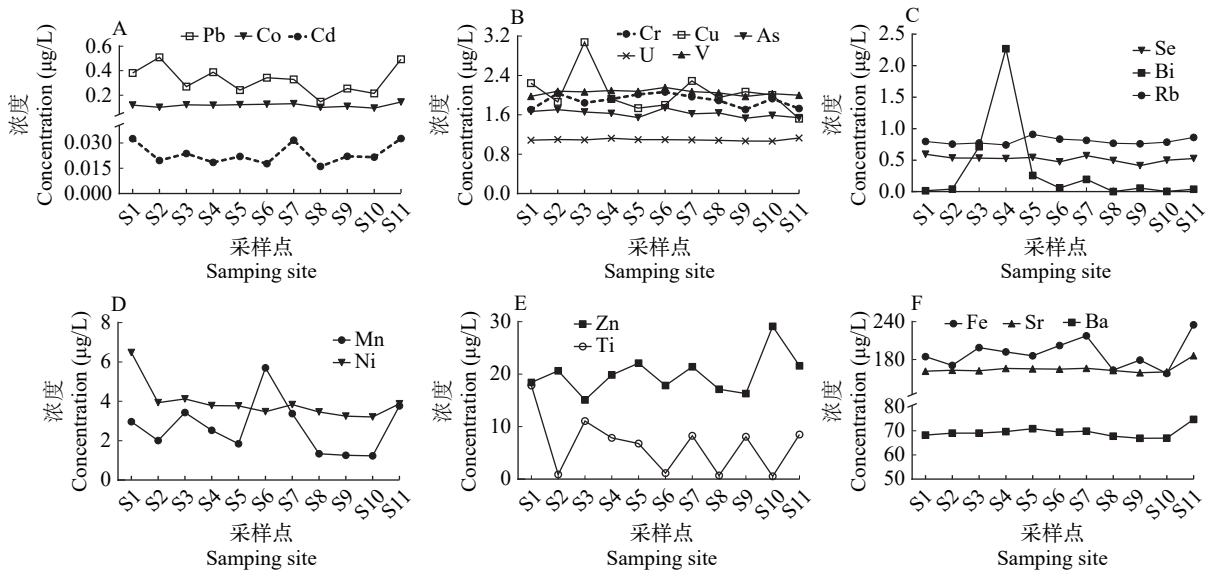 A
Pb Co Cd
浓度
Concentration (μg/L)
0.6
0.4
0.2
0.030
0.015
0.000
S1 S2 S3 S4 S5 S6 S7 S8 S9 S10 S11
采样点
Samping site
B
Cr Cu As
U V
浓度
Concentration (μg/L)
3.2
2.4
1.6
0.8
0.0
S1 S2 S3 S4 S5 S6 S7 S8 S9 S10 S11
采样点
Samping site
C
Se
Bi
Rb
浓度
Concentration (μg/L)
2.5
2.0
1.5
1.0
0.5
0.0
S1 S2 S3 S4 S5 S6 S7 S8 S9 S10 S11
采样点
Samping site
D
Mn
Ni
浓度
Concentration (μg/L)
8
6
4
2
0
S1 S2 S3 S4 S5 S6 S7 S8 S9 S10 S11
采样点
Samping site
E
Zn
Ti
浓度
Concentration (μg/L)
30
20
10
0
S1 S2 S3 S4 S5 S6 S7 S8 S9 S10 S11
采样点
Samping site
F
Fe Sr Ba
浓度
Concentration (μg/L)
240
180
80
70
60
50
S1 S2 S3 S4 S5 S6 S7 S8 S9 S10 S11
采样点
Samping site